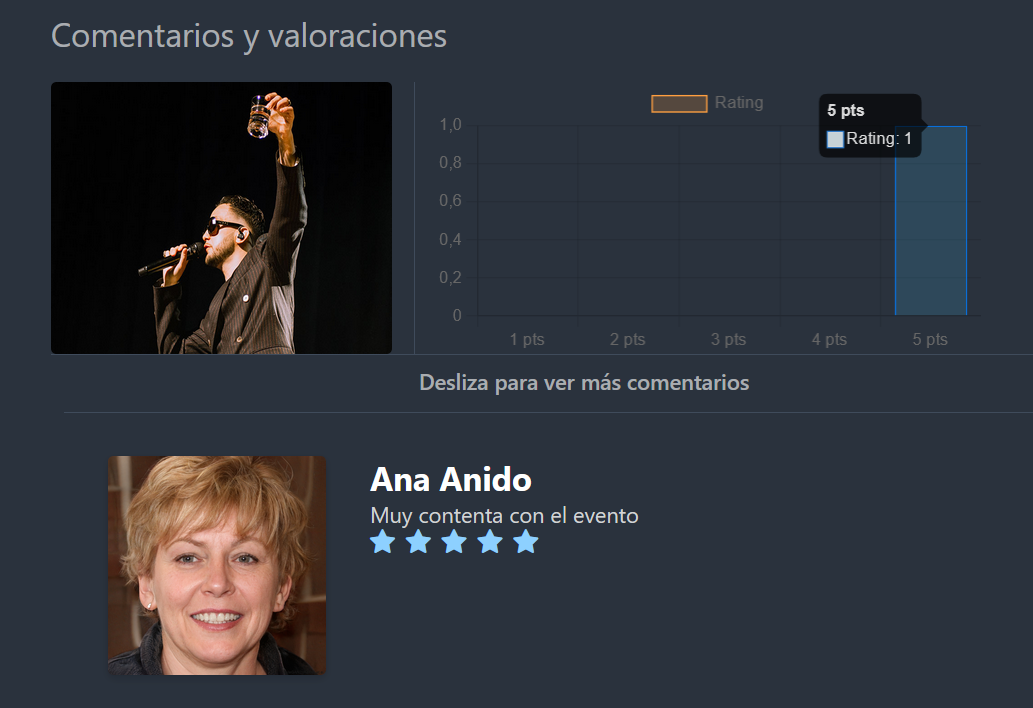 Comentarios y valoraciones
Rating
5 pts
Rating: 1
1,0
0,8
0,6
0,4
0,2
0
1 pts 2 pts 3 pts 4 pts 5 pts
Desliza para ver más comentarios
Ana Anido
Muy contenta con el evento